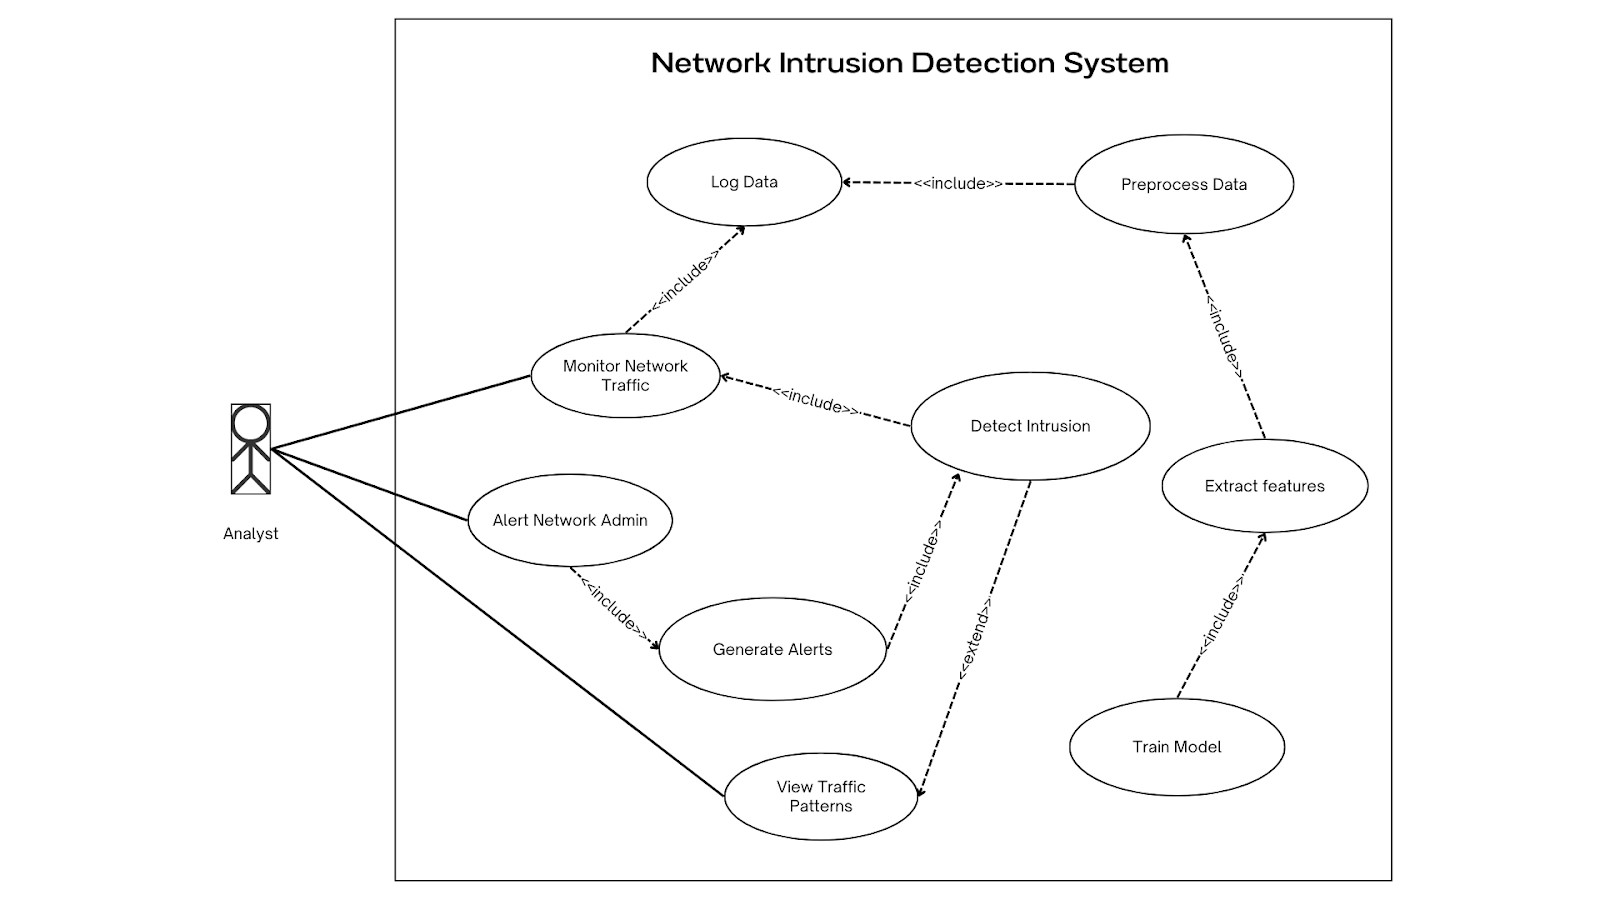 Network Intrusion Detection System
Log Data
<<include>>
Preprocess Data
<<include>>
<<include>>
Monitor Network
Traffic
<<include>>
Detect Intrusion
Extract features
Analyst
Alert Network Admin
<<include>>
<<include>>
<<extend>>
<<include>>
Generate Alerts
Train Model
View Traffic
Patterns